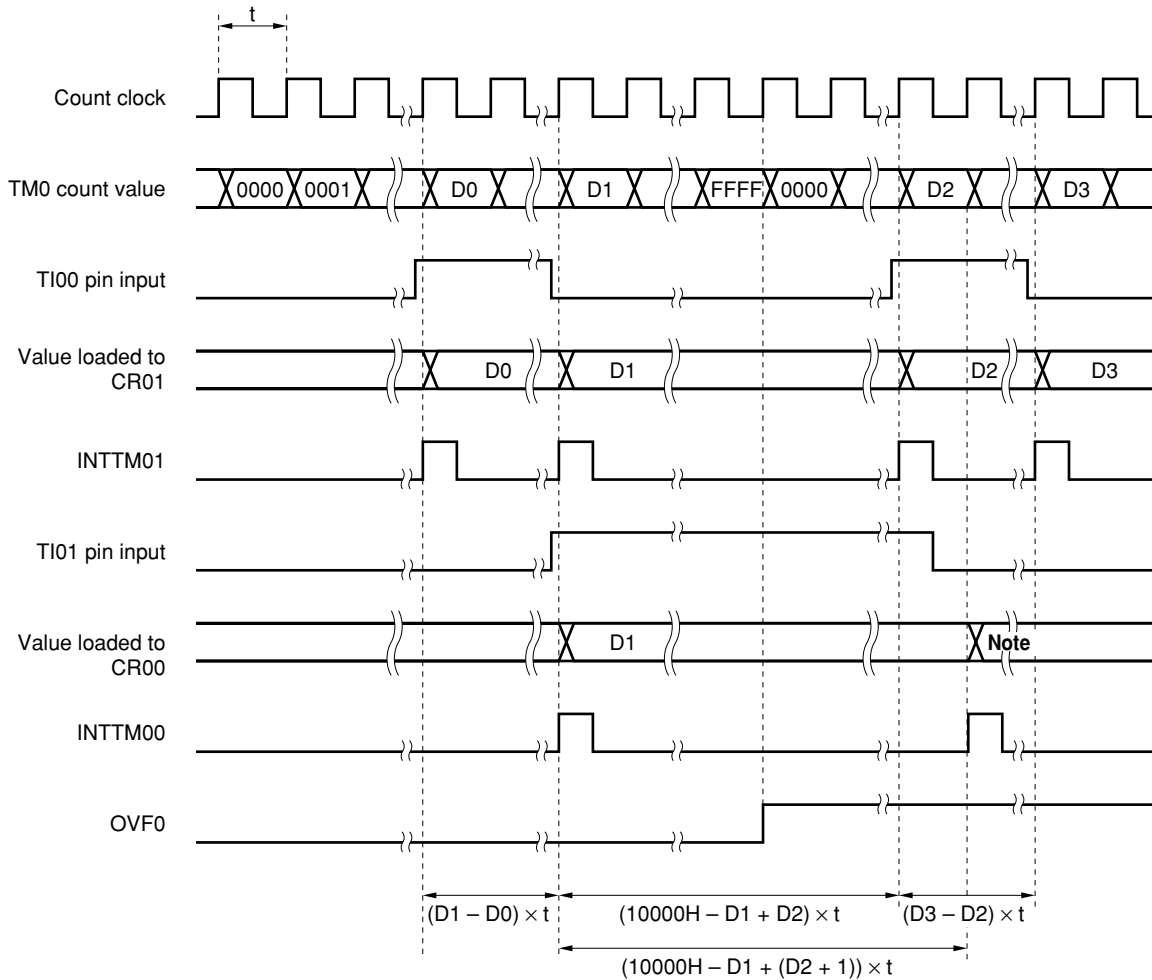 t
Count clock
TM0 count value
0000 0001 D0 D1 FFFF 0000 D2 D3
TI00 pin input
Value loaded to
CR01
D0 D1 D2 D3
INTTM01
TI01 pin input
Value loaded to
CR00
D1 Note
INTTM00
OVF0
(D1 – D0) × t (10000H – D1 + D2) × t (D3 – D2) × t
(10000H – D1 + (D2 + 1)) × t